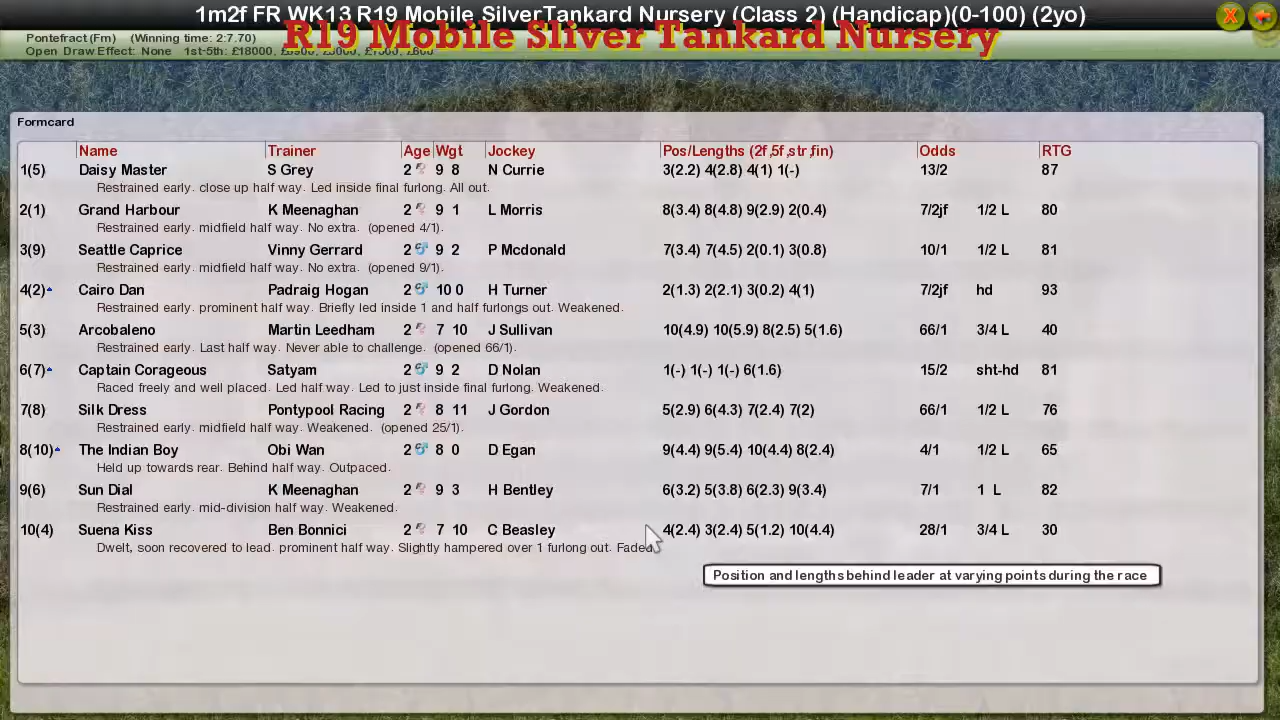 1m2f FR WK13 R19 Mobile SilverTankard Nursery (Class 2) (Handicap)(0-100) (2yo)
R19 Mobile Sliver Tankard Nursery
Pontefract(Fm) (Winning time: 2:7.70)
Open Draw Effect: None 1st-5th: £18000,
Formcard
Name Trainer Age Wgt Jockey Pos/Lengths (2f,5f,str,fin) Odds RTG
1(5) Daisy Master S Grey 2 9 8 N Currie 3(2.2) 4(2.8) 4(1) 1(-) 13/2 87
Restrained early. close up half way. Led inside final furlong. All out.
2(1) Grand Harbour K Meenaghan 2 9 1 L Morris 8(3.4) 8(4.8) 9(2.9) 2(0.4) 7/2jf 1/2 L 80
Restrained early. midfield half way. No extra. (opened 4/1).
3(9) Seattle Caprice Vinny Gerrard 2 9 2 P Mcdonald 7(3.4) 7(4.5) 2(0.1) 3(0.8) 10/1 1/2 L 81
Restrained early. midfield half way. No extra. (opened 9/1).
4(2) Cairo Dan Padraig Hogan 2 10 0 H Turner 2(1.3) 2(2.1) 3(0.2) 4(1) 7/2jf hd 93
Restrained early. prominent half way. Briefly led inside 1 and half furlongs out. Weakened.
5(3) Arcobaleno Martin Leedham 2 7 10 J Sullivan 10(4.9) 10(5.9) 8(2.5) 5(1.6) 66/1 3/4 L 40
Restrained early. Last half way. Never able to challenge. (opened 66/1).
6(7) Captain Corageous Satyam 2 9 2 D Nolan 1(-) 1(-) 1(-) 6(1.6) 15/2 sht-hd 81
Raced freely and well placed. Led half way. Led to just inside final furlong. Weakened.
7(8) Silk Dress Pontypool Racing 2 8 11 J Gordon 5(2.9) 6(4.3) 7(2.4) 7(2) 66/1 1/2 L 76
Restrained early. midfield half way. Weakened. (opened 25/1).
8(10) The Indian Boy Obi Wan 2 8 0 D Egan 9(4.4) 9(5.4) 10(4.4) 8(2.4) 4/1 1/2 L 65
Held up towards rear. Behind half way. Outpaced.
9(6) Sun Dial K Meenaghan 2 9 3 H Bentley 6(3.2) 5(3.8) 6(2.3) 9(3.4) 7/1 1 L 82
Restrained early. mid-division half way. Weakened.
10(4) Suena Kiss Ben Bonnici 2 7 10 C Beasley 4(2.4) 3(2.4) 5(1.2) 10(4.4) 28/1 3/4 L 30
Dwelt, soon recovered to lead. prominent half way. Slightly hampered over 1 furlong out. Faded.
Position and lengths behind leader at varying points during the race